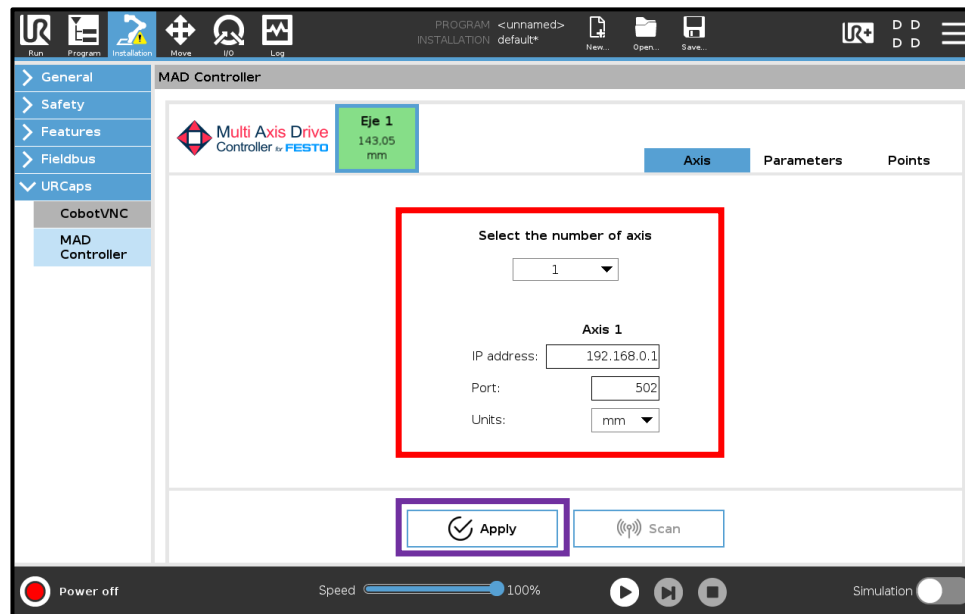 PROGRAM <unnamed>
INSTALLATION default*
Run
Program
Installation
Move
I/O
Log
New...
Open...
Save...
UR+
D D
D D
General
Safety
Features
Fieldbus
URCaps
CobotVNC
MAD
Controller
MAD Controller
Multi Axis Drive
Controller by FESTO
Eje 1
143,05
mm
Axis
Parameters
Points
Select the number of axis
1
Axis 1
IP address: 192.168.0.1
Port: 502
Units: mm
Apply
Scan
Power off
Speed
100%
Simulation